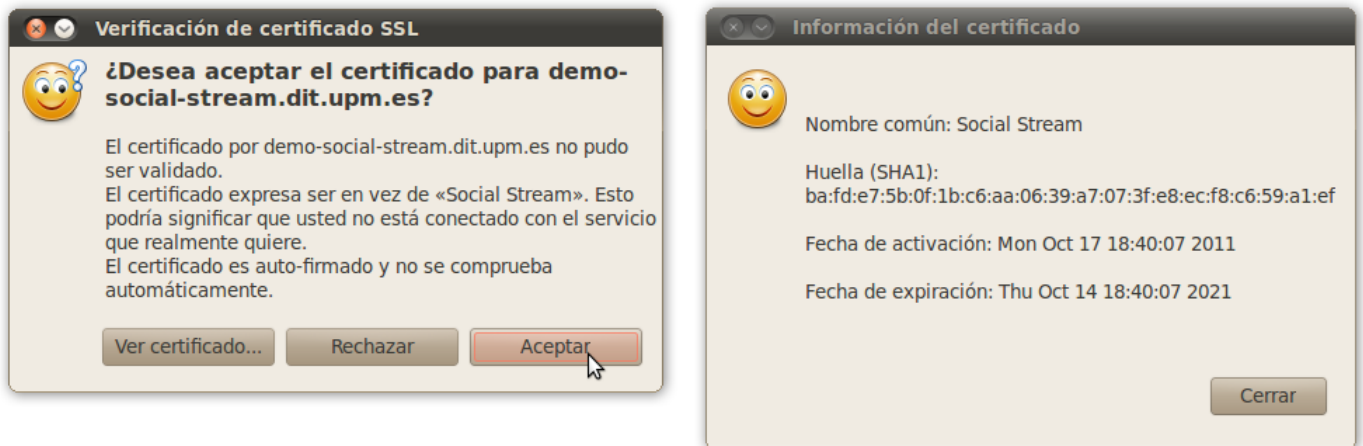 Verificación de certificado SSL
¿Desea aceptar el certificado para demo-
social-stream.dit.upm.es?
El certificado por demo-social-stream.dit.upm.es no pudo
ser validado.
El certificado expresa ser en vez de «Social Stream». Esto
podría significar que usted no está conectado con el servicio
que realmente quiere.
El certificado es auto-firmado y no se comprueba
automáticamente.
Ver certificado...
Rechazar
Aceptar
Información del certificado
Nombre común: Social Stream
Huella (SHA1):
ba:fd:e7:5b:0f:1b:c6:aa:06:39:a7:07:3f:e8:ec:f8:c6:59:a1:ef
Fecha de activación: Mon Oct 17 18:40:07 2011
Fecha de expiración: Thu Oct 14 18:40:07 2021
Cerrar